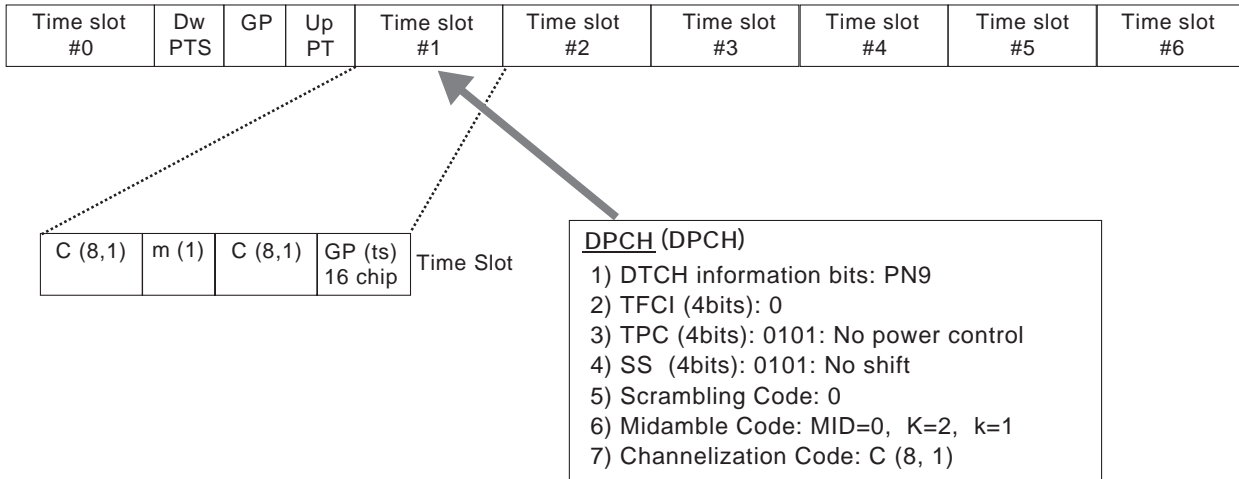 Time slot #0
Dw PTS
GP
Up PT
Time slot #1
Time slot #2
Time slot #3
Time slot #4
Time slot #5
Time slot #6
C (8,1)
m (1)
C (8,1)
GP (ts) 16 chip
Time Slot
DPCH (DPCH)
1) DTCH information bits: PN9
2) TFCI (4bits): 0
3) TPC (4bits): 0101: No power control
4) SS (4bits): 0101: No shift
5) Scrambling Code: 0
6) Midamble Code: MID=0, K=2, k=1
7) Channelization Code: C (8, 1)